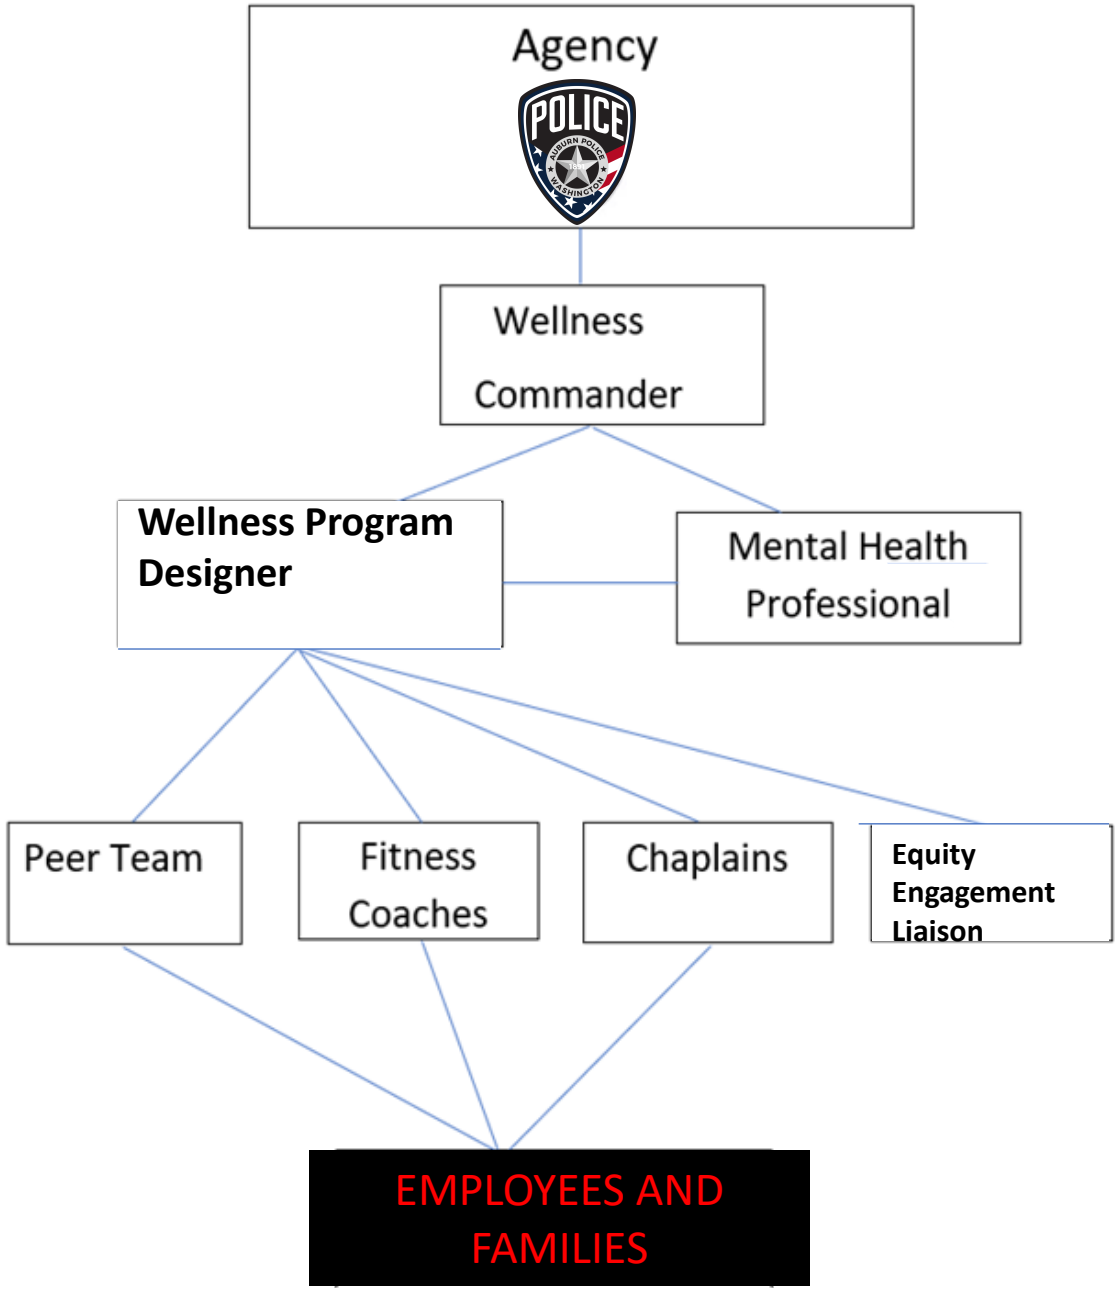 Agency
POLICE
AUBURN POLICE
1891
WASHINGTON
Wellness
Commander
Wellness Program
Designer
Mental Health
Professional
Peer Team
Fitness
Coaches
Chaplains
Equity
Engagement
Liaison
EMPLOYEES AND
FAMILIES